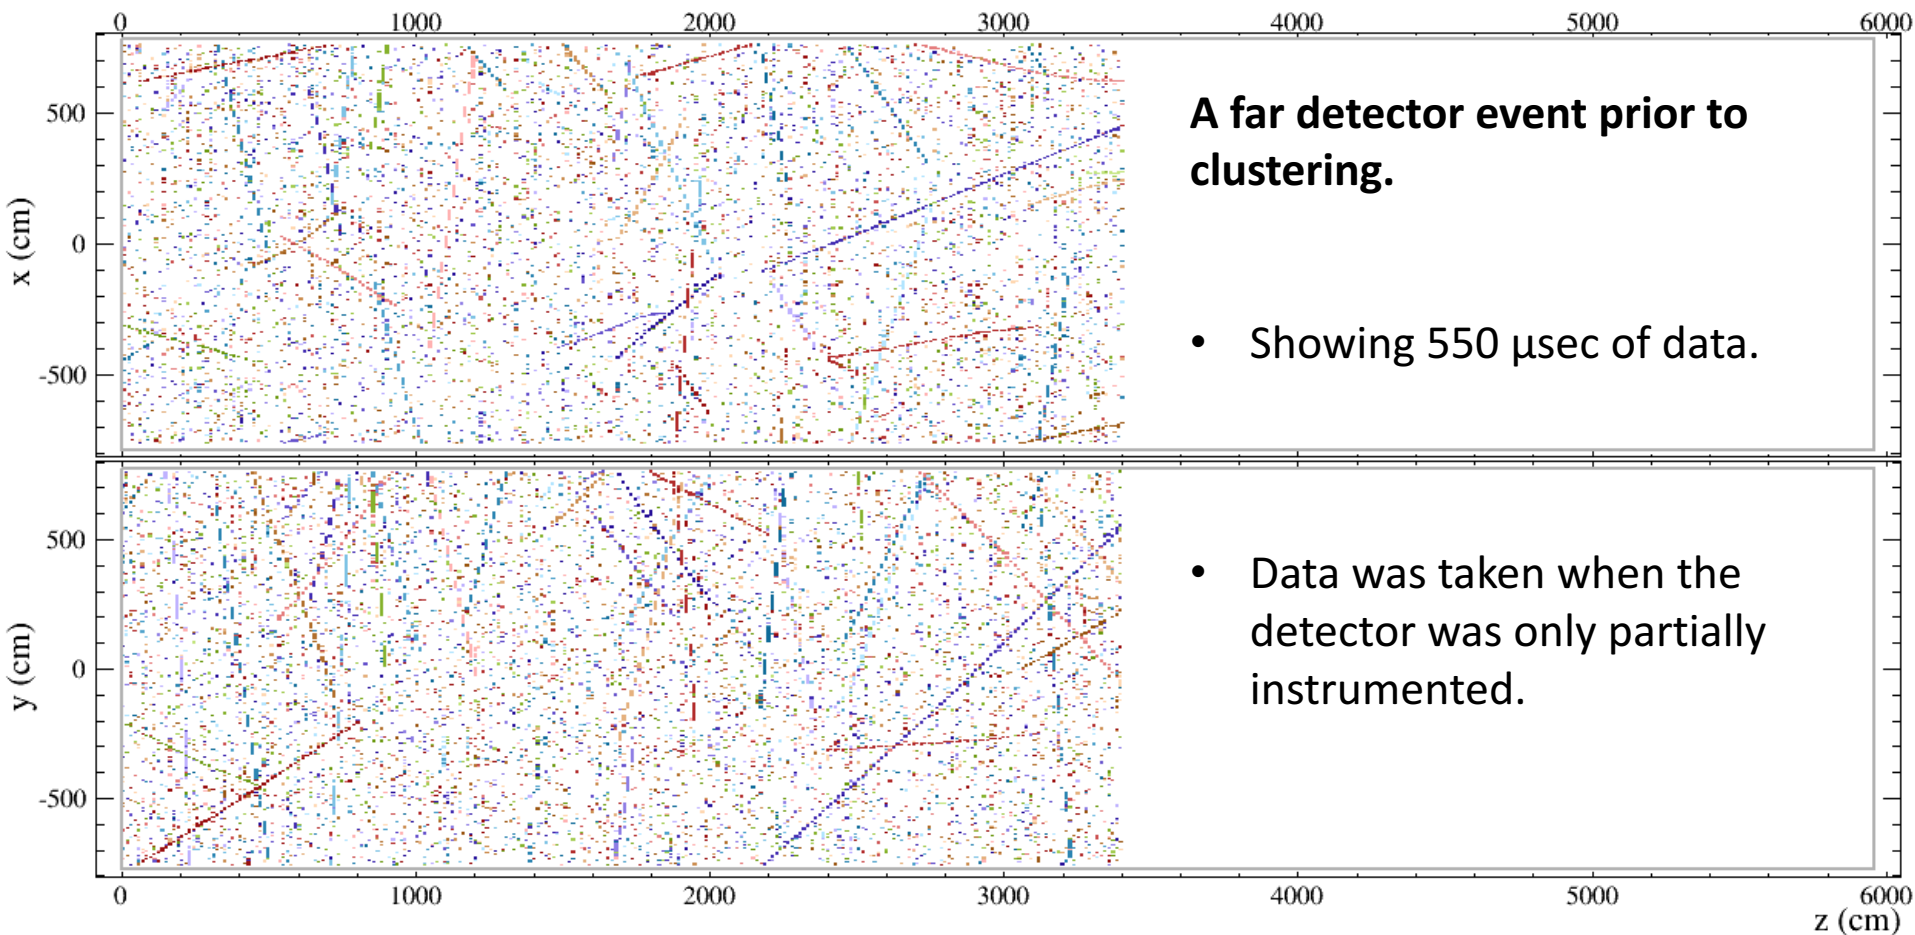 0 1000 2000 3000 4000 5000 6000
500
0
-500
x (cm)
A far detector event prior to
clustering.
• Showing 550 μsec of data.
500
0
-500
y (cm)
• Data was taken when the
detector was only partially
instrumented.
0 1000 2000 3000 4000 5000 6000
z (cm)